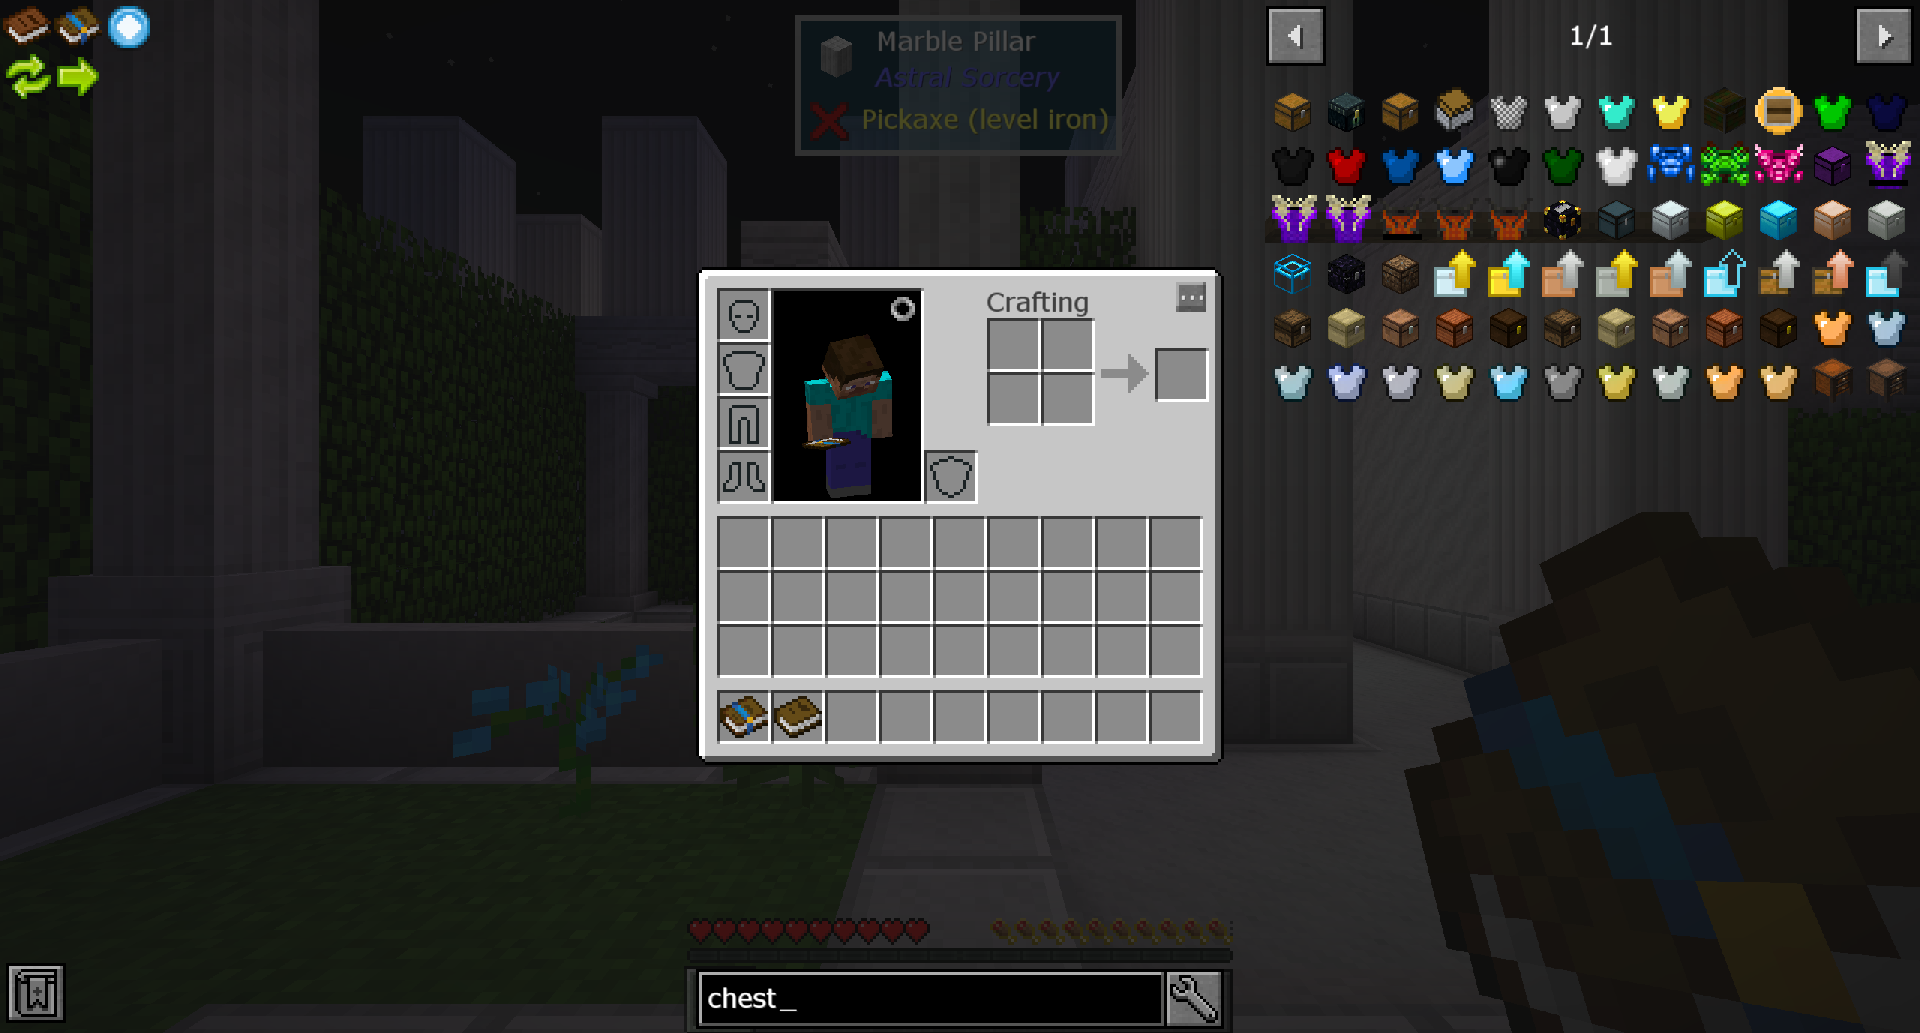 Marble Pillar
Astral Sorcery
Pickaxe (level iron)
1/1
Crafting
chest_